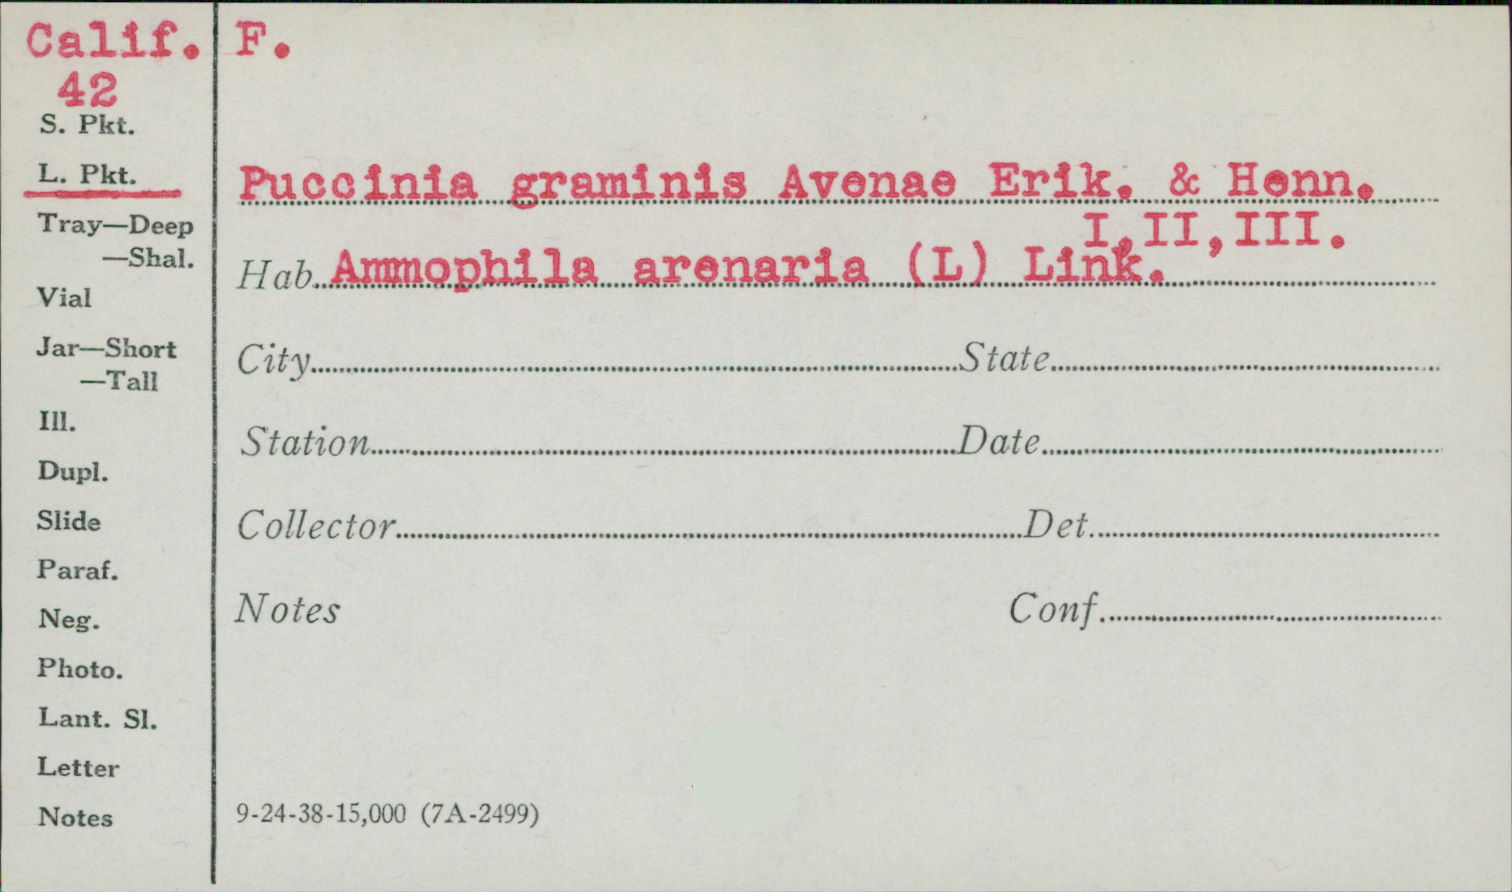 Calif. F.
42
S. Pkt.
L. Pkt.
Tray—Deep
—Shal.
Vial
Jar—Short
—Tall
Ill.
Dupl.
Slide
Paraf.
Neg.
Photo.
Lant. Sl.
Letter
Notes
Puccinia graminis Avenae Erik. & Henn.
I,II,III.
Hab. Ammophila arenaria (L) Link.
City State
Station Date
Collector Det.
Notes Conf.
9-24-38-15,000 (7A-2499)